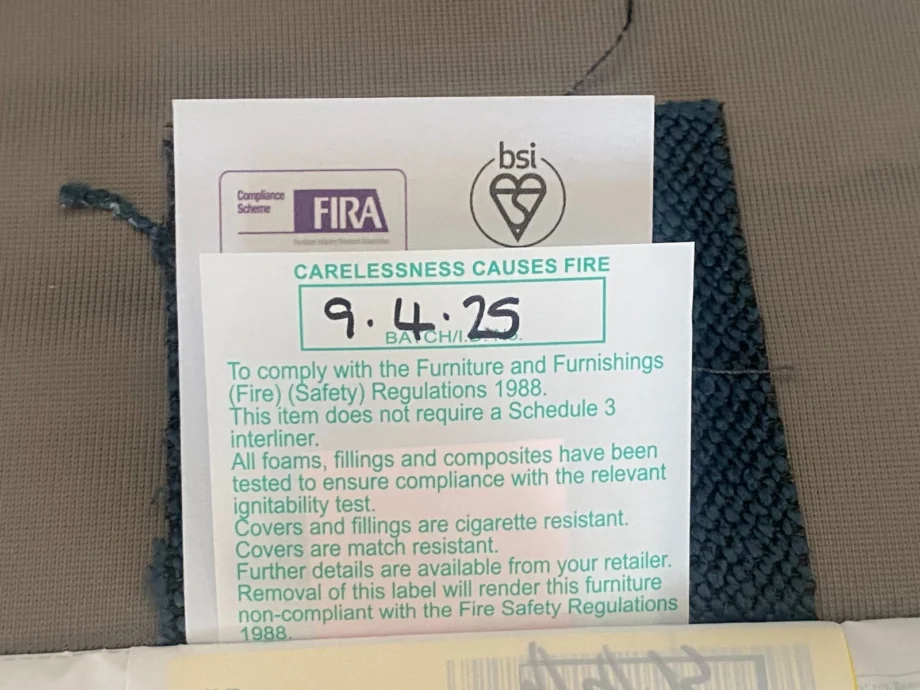 Compliance
Scheme
FIRA
bsi
CARELESSNESS CAUSES FIRE
9.4.25
BATCH/I.D. No.
To comply with the Furniture and Furnishings
(Fire) (Safety) Regulations 1988.
This item does not require a Schedule 3
interliner.
All foams, fillings and composites have been
tested to ensure compliance with the relevant
ignitability test.
Covers and fillings are cigarette resistant.
Covers are match resistant.
Further details are available from your retailer.
Removal of this label will render this furniture
non-compliant with the Fire Safety Regulations
1988.